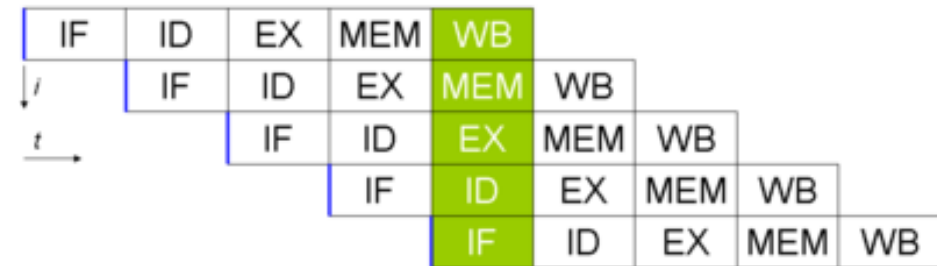 IF ID EX MEM WB
i IF ID EX MEM WB
t IF ID EX MEM WB
IF ID EX MEM WB
IF ID EX MEM WB